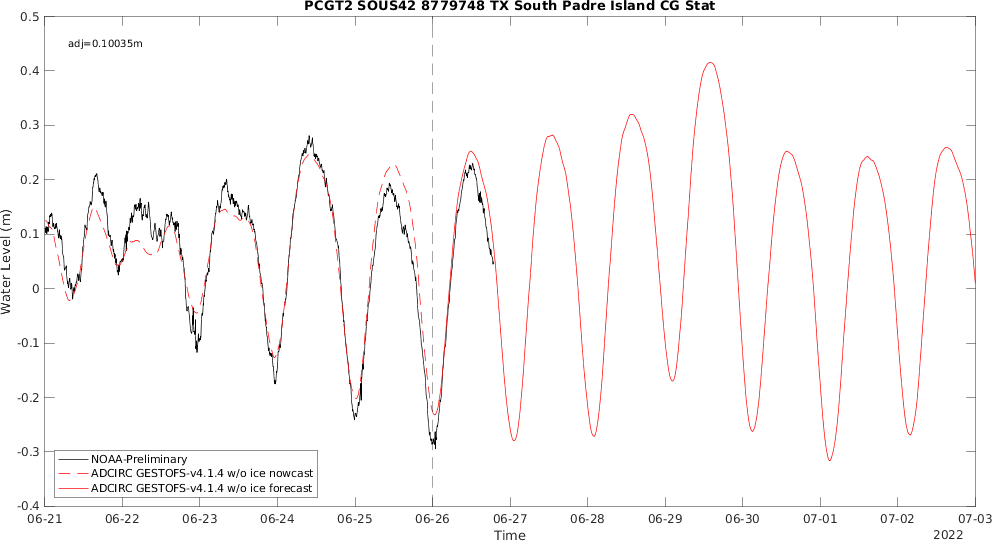 PCGT2 SOUS42 8779748 TX South Padre Island CG Stat
adj=0.10035m
0.5
0.4
0.3
0.2
0.1
0
-0.1
-0.2
-0.3
-0.4
Water Level (m)
NOAA-Preliminary
ADCIRC GESTOFS-v4.1.4 w/o ice nowcast
ADCIRC GESTOFS-v4.1.4 w/o ice forecast
06-21 06-22 06-23 06-24 06-25 06-26 06-27 06-28 06-29 06-30 07-01 07-02 07-03
Time
2022